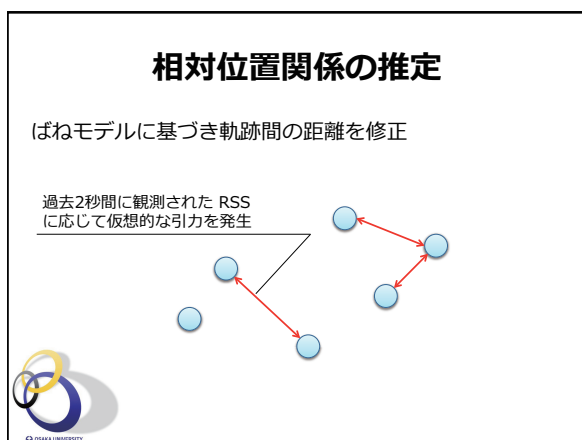 相対位置関係の推定
ばねモデルに基づき軌跡間の距離を修正
過去2秒間に観測された RSS
に応じて仮想的な引力を発生
OSAKA UNIVERSITY